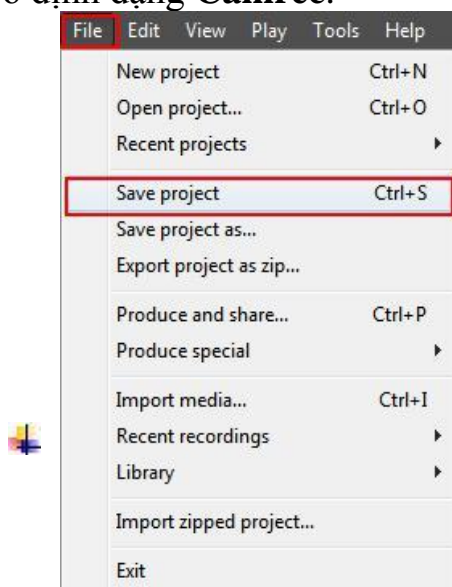 định dạng
File Edit View Play Tools Help
New project Ctrl+N
Open project... Ctrl+O
Recent projects
Save project Ctrl+S
Save project as...
Export project as zip...
Produce and share... Ctrl+P
Produce special
Import media... Ctrl+I
Recent recordings
Library
Import zipped project...
Exit